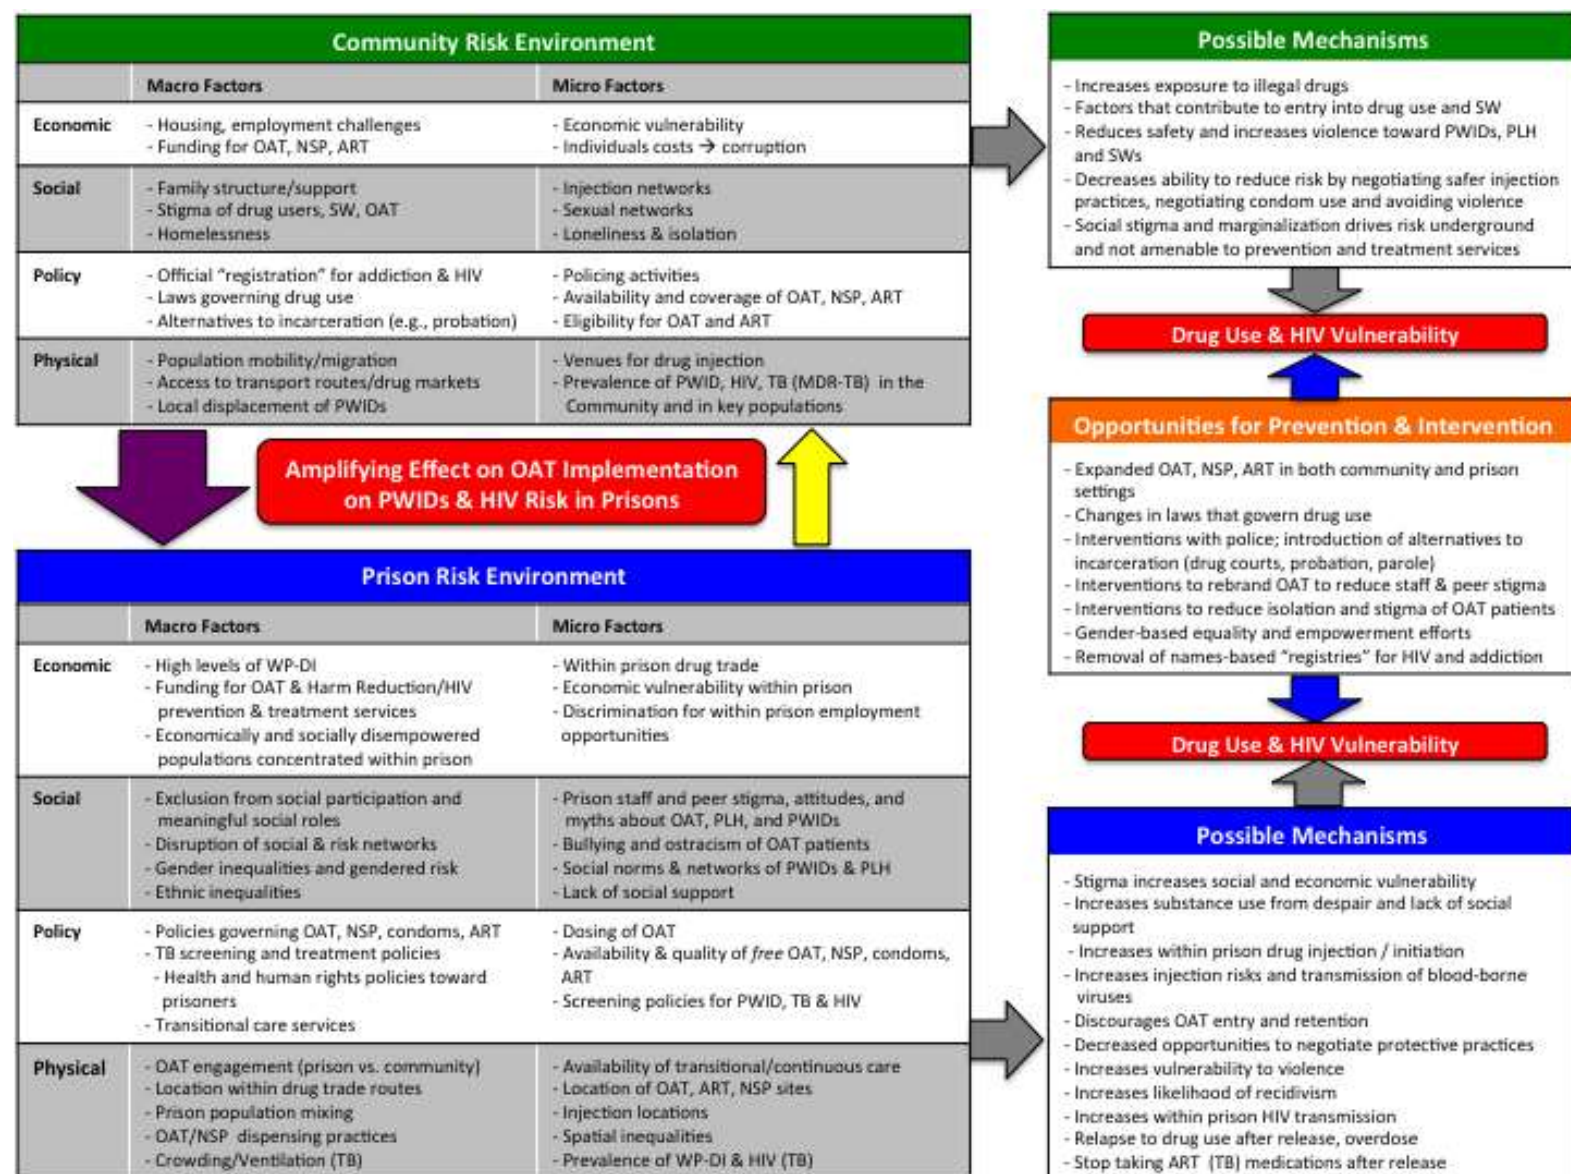 Community Risk Environment
Macro Factors
Micro Factors
Economic
- Housing, employment challenges
- Funding for OAT, NSP, ART
- Economic vulnerability
- Individuals costs → corruption
Social
- Family structure/support
- Stigma of drug users, SW, OAT
- Homelessness
- Injection networks
- Sexual networks
- Loneliness & isolation
Policy
- Official "registration" for addiction & HIV
- Laws governing drug use
- Alternatives to incarceration (e.g., probation)
- Policing activities
- Availability and coverage of OAT, NSP, ART
- Eligibility for OAT and ART
Physical
- Population mobility/migration
- Access to transport routes/drug markets
- Local displacement of PWIDs
- Venues for drug injection
- Prevalence of PWID, HIV, TB (MDR-TB) in the
Community and in key populations
Amplifying Effect on OAT Implementation
on PWIDs & HIV Risk in Prisons
Prison Risk Environment
Macro Factors
Micro Factors
Economic
- High levels of WP-DI
- Funding for OAT & Harm Reduction/HIV
prevention & treatment services
- Economically and socially disempowered
populations concentrated within prison
- Within prison drug trade
- Economic vulnerability within prison
- Discrimination for within prison employment
opportunities
Social
- Exclusion from social participation and
meaningful social roles
- Disruption of social & risk networks
- Gender inequalities and gendered risk
- Ethnic inequalities
- Prison staff and peer stigma, attitudes, and
myths about OAT, PLH, and PWIDs
- Bullying and ostracism of OAT patients
- Social norms & networks of PWIDs & PLH
- Lack of social support
Policy
- Policies governing OAT, NSP, condoms, ART
- TB screening and treatment policies
- Health and human rights policies toward
prisoners
- Transitional care services
- Dosing of OAT
- Availability & quality of free OAT, NSP, condoms,
ART
- Screening policies for PWID, TB & HIV
Physical
- OAT engagement (prison vs. community)
- Location within drug trade routes
- Prison population mixing
- OAT/NSP dispensing practices
- Crowding/Ventilation (TB)
- Availability of transitional/continuous care
- Location of OAT, ART, NSP sites
- Injection locations
- Spatial inequalities
- Prevalence of WP-DI & HIV (TB)
Possible Mechanisms
- Increases exposure to illegal drugs
- Factors that contribute to entry into drug use and SW
- Reduces safety and increases violence toward PWIDs, PLH
and SWs
- Decreases ability to reduce risk by negotiating safer injection
practices, negotiating condom use and avoiding violence
- Social stigma and marginalization drives risk underground
and not amenable to prevention and treatment services
Drug Use & HIV Vulnerability
Opportunities for Prevention & Intervention
- Expanded OAT, NSP, ART in both community and prison
settings
- Changes in laws that govern drug use
- Interventions with police; introduction of alternatives to
incarceration (drug courts, probation, parole)
- Interventions to rebrand OAT to reduce staff & peer stigma
- Interventions to reduce isolation and stigma of OAT patients
- Gender-based equality and empowerment efforts
- Removal of names-based "registries" for HIV and addiction
Drug Use & HIV Vulnerability
Possible Mechanisms
- Stigma increases social and economic vulnerability
- Increases substance use from despair and lack of social
support
- Increases within prison drug injection / initiation
- Increases injection risks and transmission of blood-borne
viruses
- Discourages OAT entry and retention
- Decreased opportunities to negotiate protective practices
- Increases vulnerability to violence
- Increases likelihood of recidivism
- Increases within prison HIV transmission
- Relapse to drug use after release, overdose
- Stop taking ART (TB) medications after release